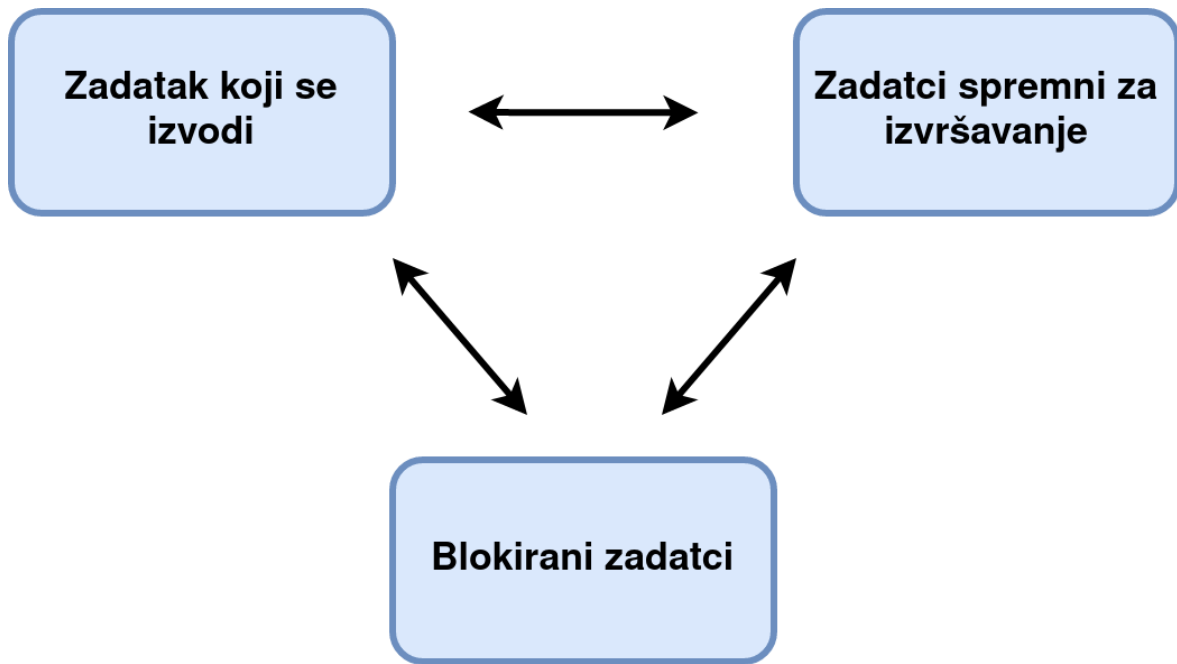 Zadatak koji se
izvodi
Zadatci spremni za
izvršavanje
Blokirani zadatci